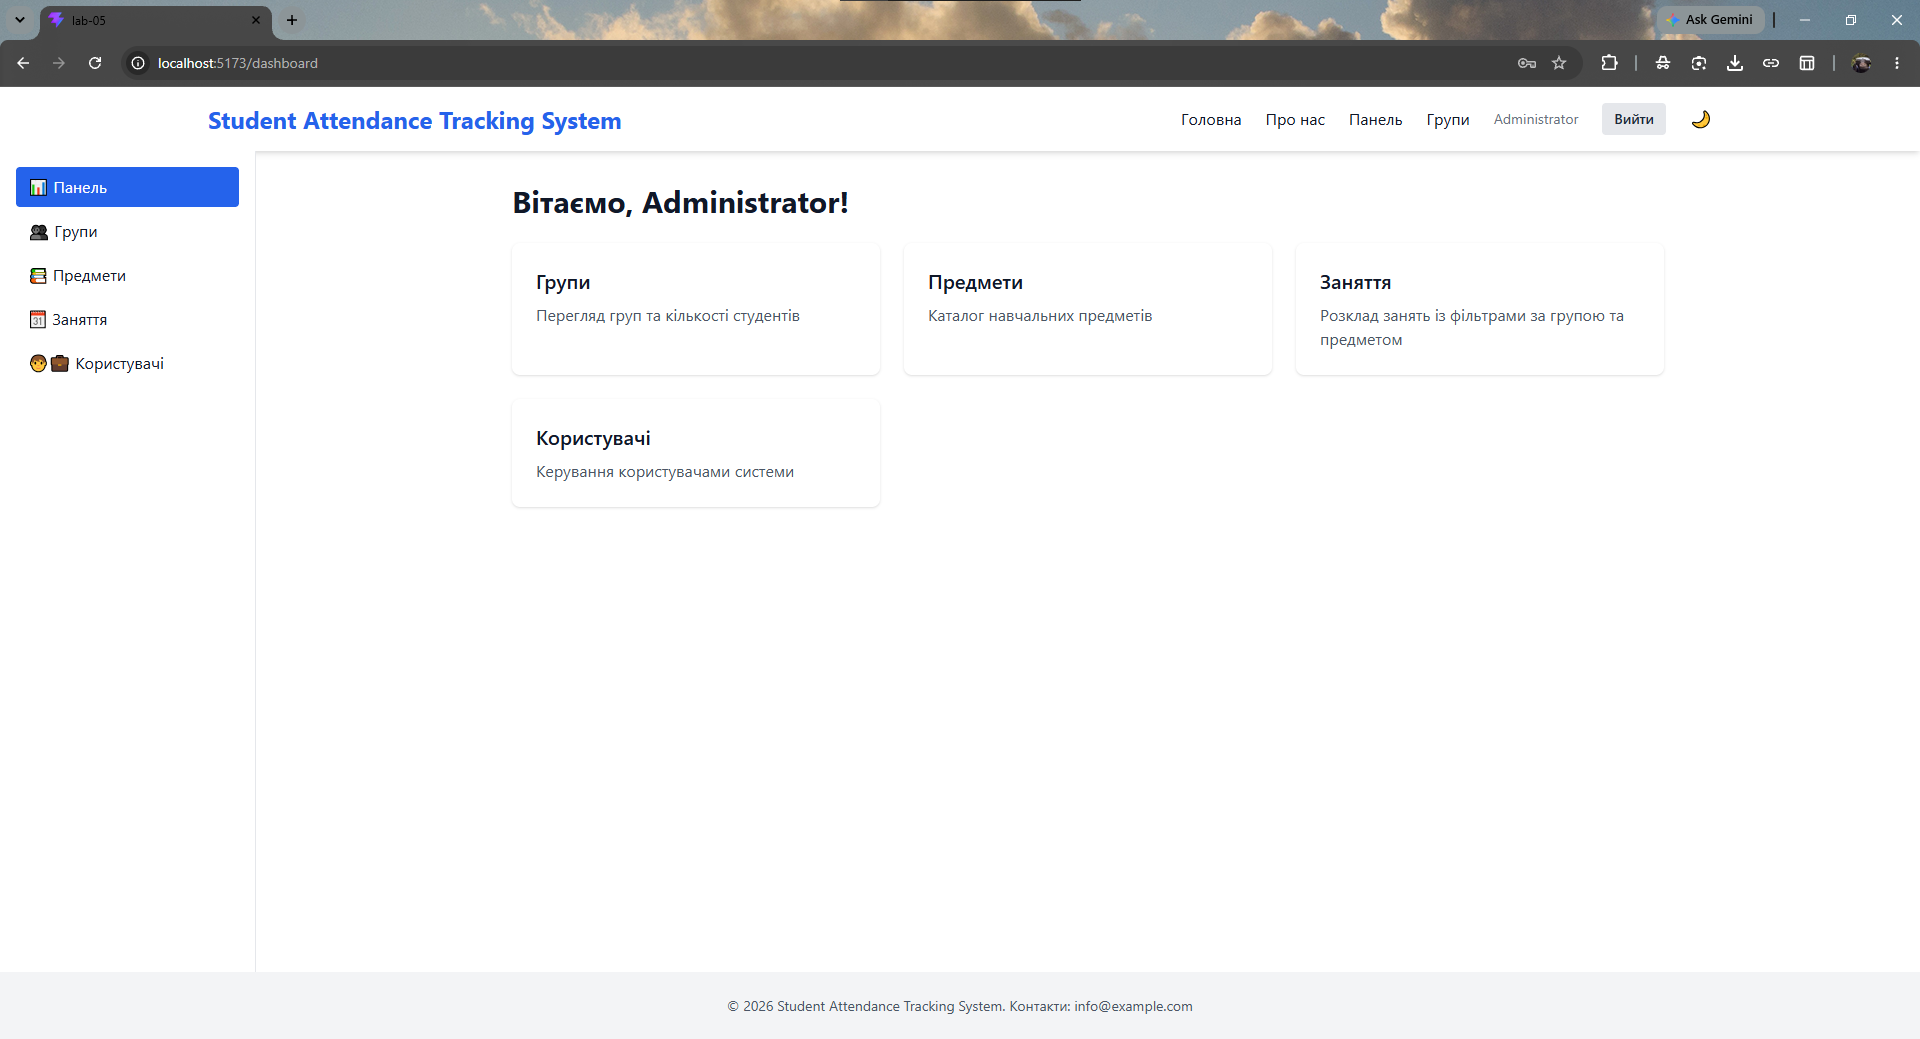 lab-05
Ask Gemini
localhost:5173/dashboard
Student Attendance Tracking System
Головна
Про нас
Панель
Групи
Administrator
Вийти
Панель
Групи
Предмети
31 Заняття
Користувачі
Вітаємо, Administrator!
Групи
Перегляд груп та кількості студентів
Предмети
Каталог навчальних предметів
Заняття
Розклад занять із фільтрами за групою та
предметом
Користувачі
Керування користувачами системи
© 2026 Student Attendance Tracking System. Контакти: info@example.com